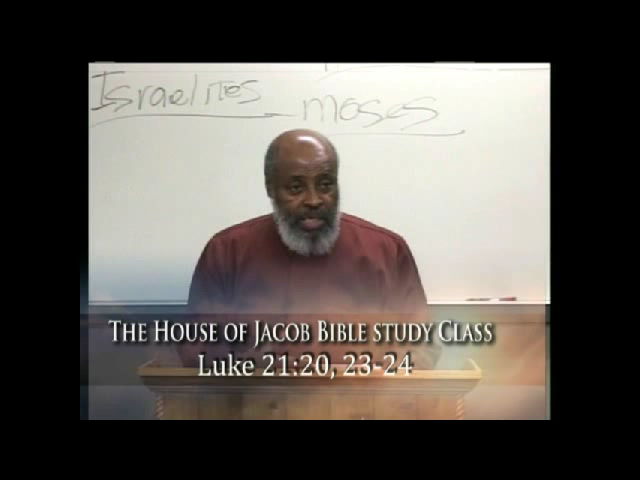 Israelites moses
THE HOUSE OF JACOB BIBLE STUDY CLASS
Luke 21:20, 23-24